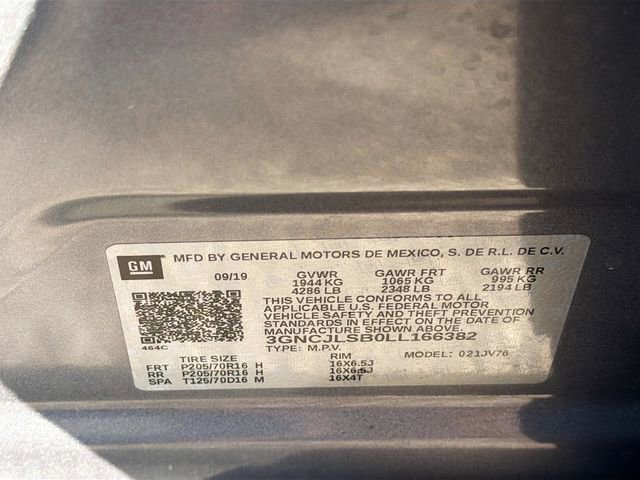 GM
MFD BY GENERAL MOTORS DE MEXICO, S. DE R.L. DE C.V.
09/19 GVWR GAWR FRT GAWR RR
1944 KG 1065 KG 995 KG
4286 LB 2348 LB 2194 LB
THIS VEHICLE CONFORMS TO ALL
APPLICABLE U.S. FEDERAL MOTOR
VEHICLE SAFETY AND THEFT PREVENTION
STANDARDS IN EFFECT ON THE DATE OF
MANUFACTURE SHOWN ABOVE.
3GNCJLSB0LL166382
464C TYPE: M.P.V. MODEL: 021JV76
TIRE SIZE RIM
FRT P205/70R16 H 16X6.5J
RR P205/70R16 H 16X6.5J
SPA T125/70D16 M 16X4T